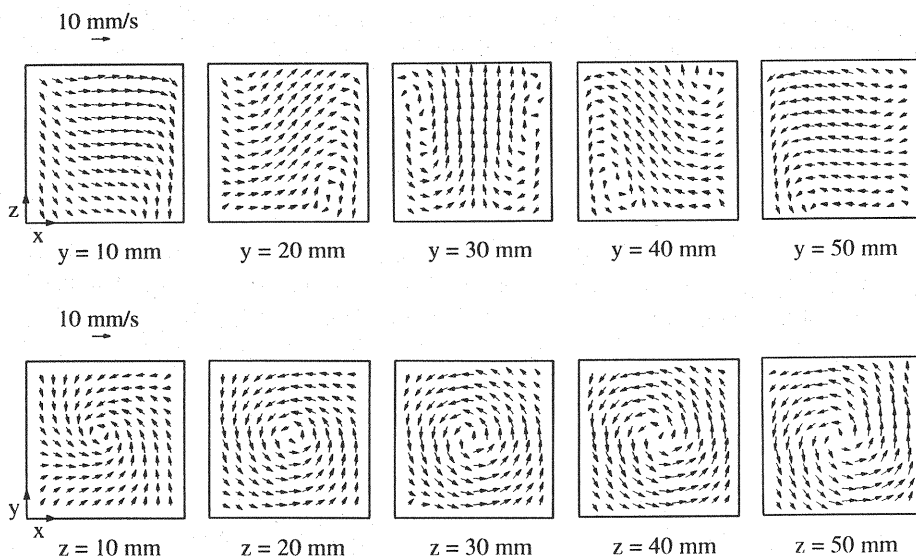 10 mm/s
z
x
y = 10 mm y = 20 mm y = 30 mm y = 40 mm y = 50 mm
10 mm/s
y
x
z = 10 mm z = 20 mm z = 30 mm z = 40 mm z = 50 mm